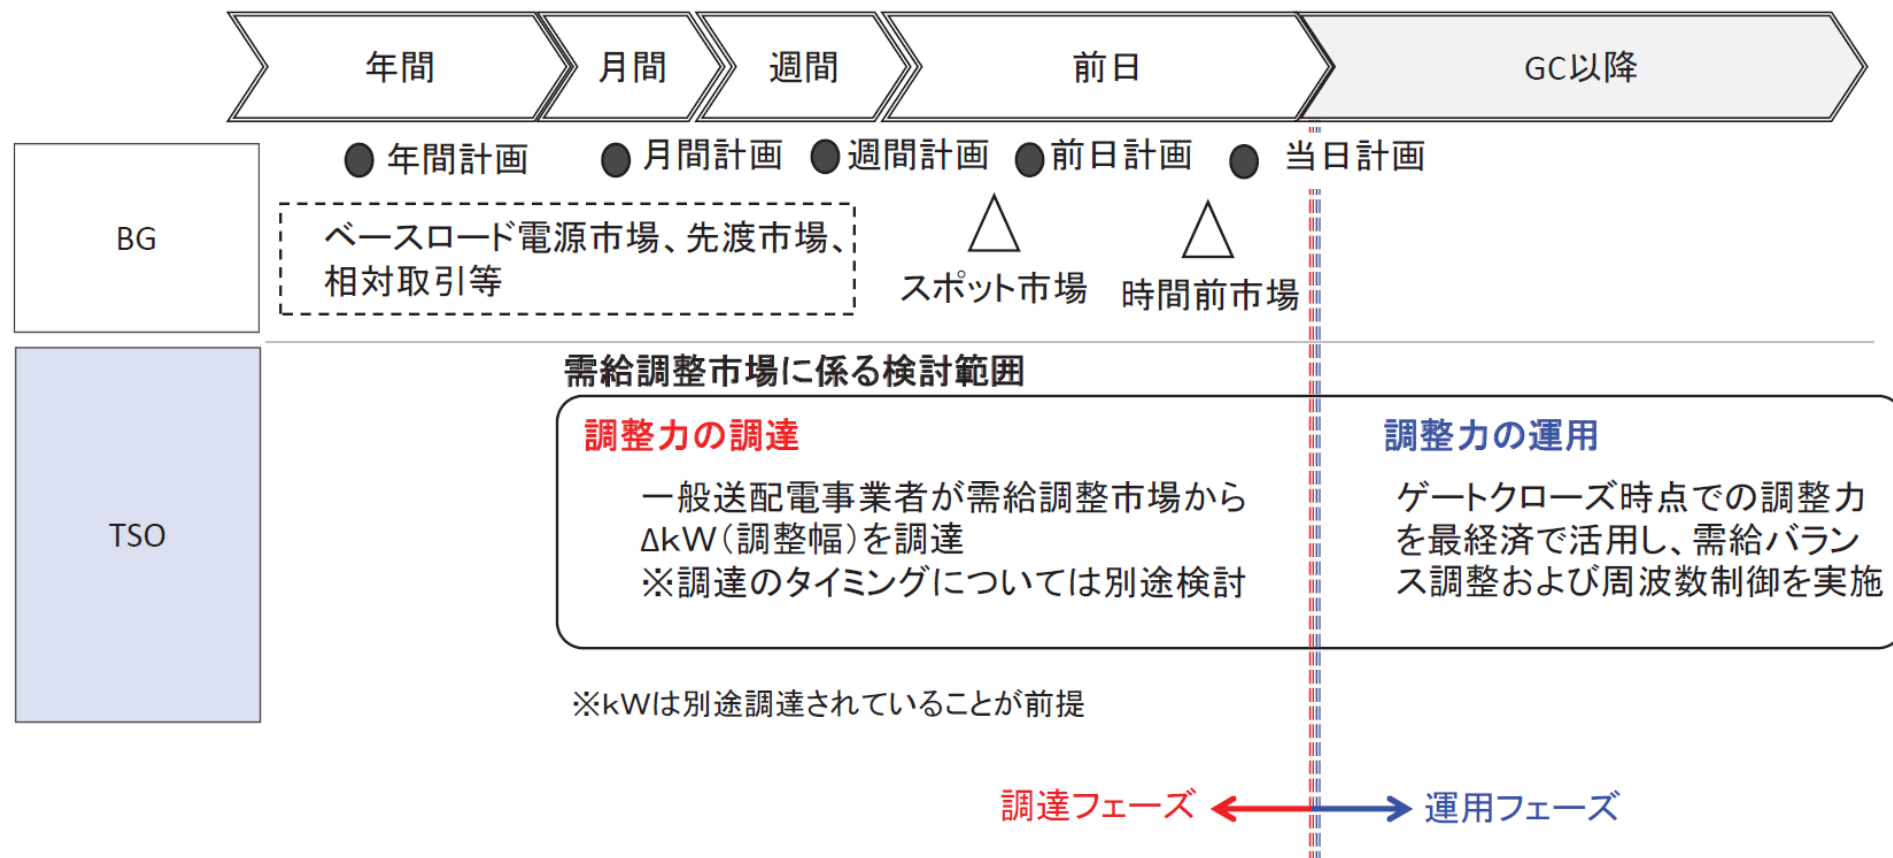 年間
月間
週間
前日
GC以降
BG
年間計画
月間計画
週間計画
前日計画
当日計画
ベースロード電源市場、先渡市場、
相対取引等
スポット市場
時間前市場
TSO
需給調整市場に係る検討範囲
調整力の調達
一般送配電事業者が需給調整市場から
ΔkW(調整幅)を調達
※調達のタイミングについては別途検討
調整力の運用
ゲートクローズ時点での調整力
を最経済で活用し、需給バラン
ス調整および周波数制御を実施
※kWは別途調達されていることが前提
調達フェーズ
運用フェーズ